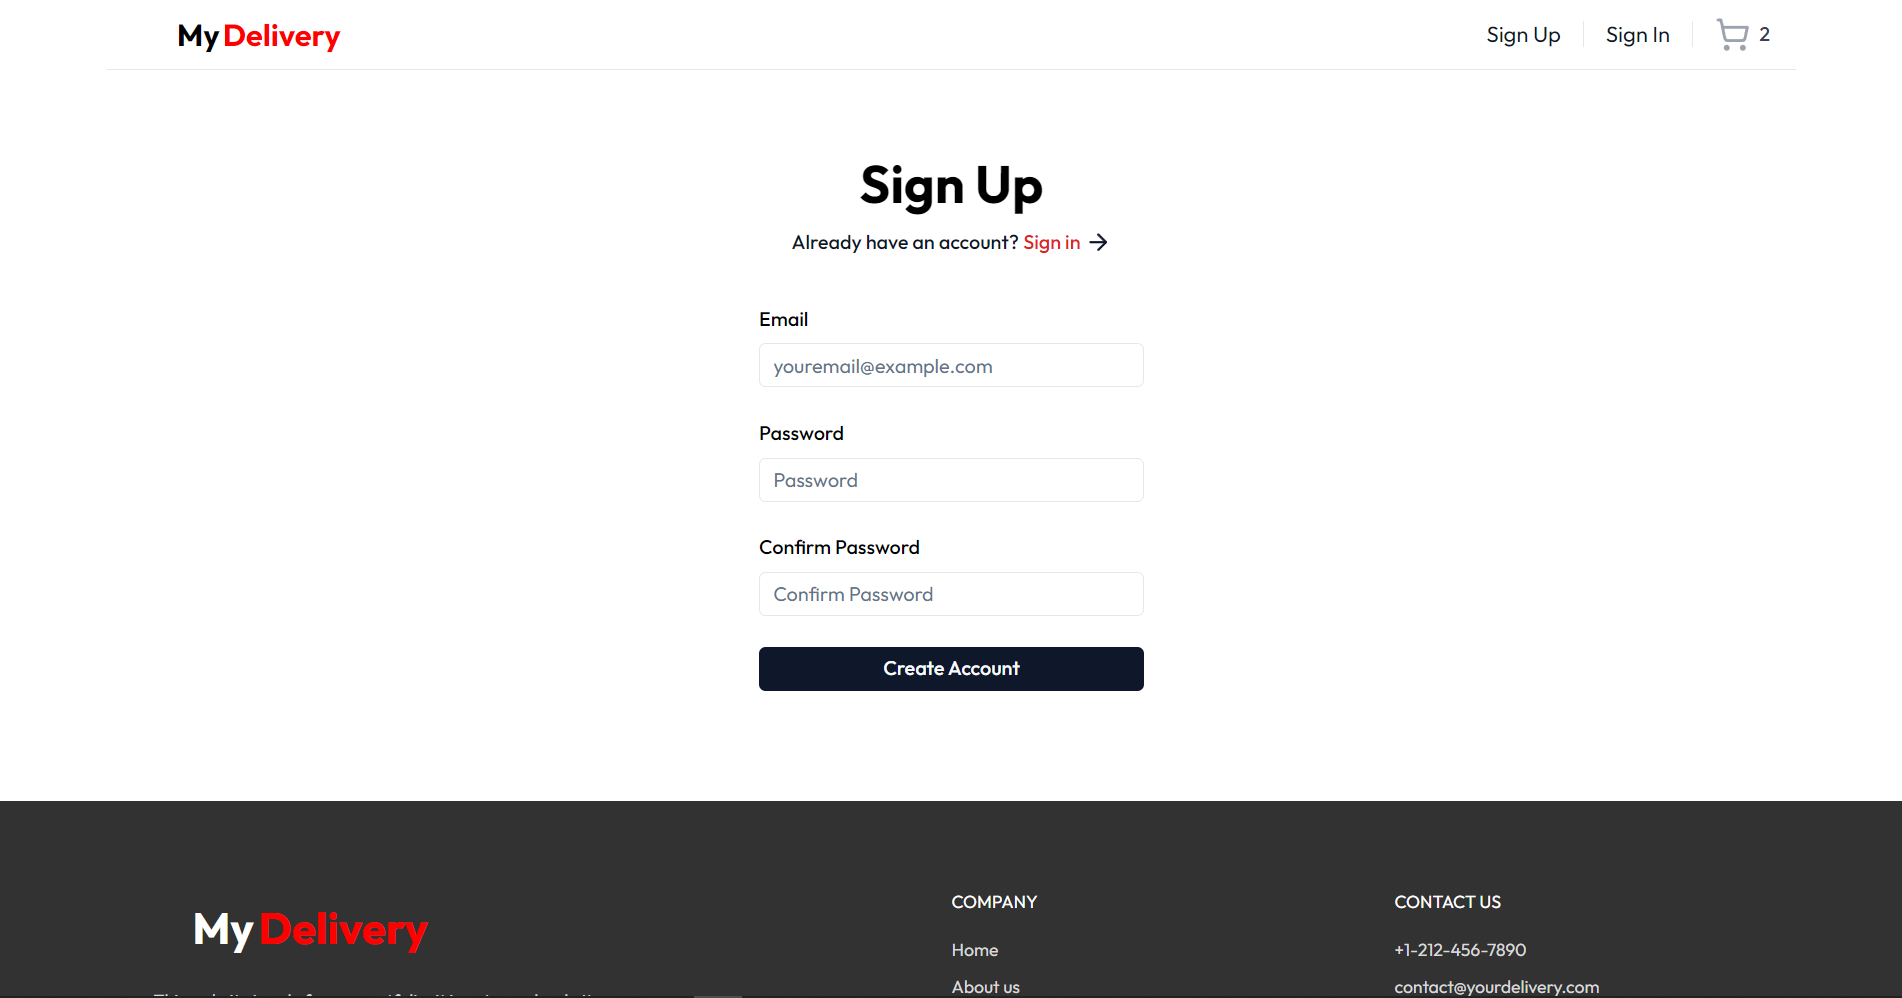 My Delivery
Sign Up
Sign In
2
Sign Up
Already have an account? Sign in
Email
youremail@example.com
Password
Password
Confirm Password
Confirm Password
Create Account
My Delivery
COMPANY
Home
About us
CONTACT US
+1-212-456-7890
contact@yourdelivery.com